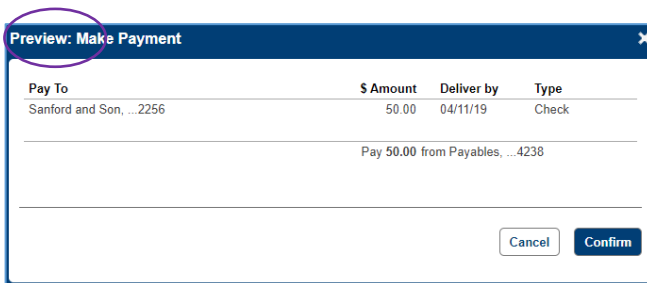 Preview: Make Payment
Pay To $ Amount Deliver by Type
Sanford and Son, ...2256 50.00 04/11/19 Check
Pay 50.00 from Payables, ...4238
Cancel Confirm